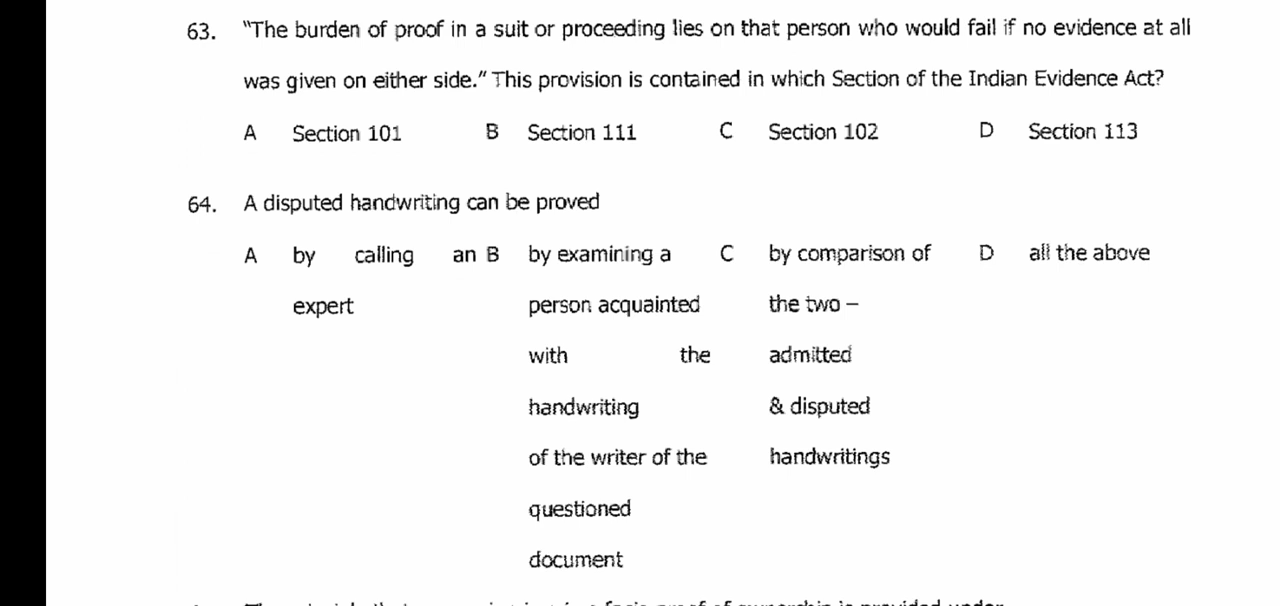 63. "The burden of proof in a suit or proceeding lies on that person who would fail if no evidence at all
was given on either side." This provision is contained in which Section of the Indian Evidence Act?
A Section 101 B Section 111 C Section 102 D Section 113
64. A disputed handwriting can be proved
A by calling an B by examining a C by comparison of D all the above
expert person acquainted the two –
with the admitted
handwriting & disputed
of the writer of the handwritings
questioned
document